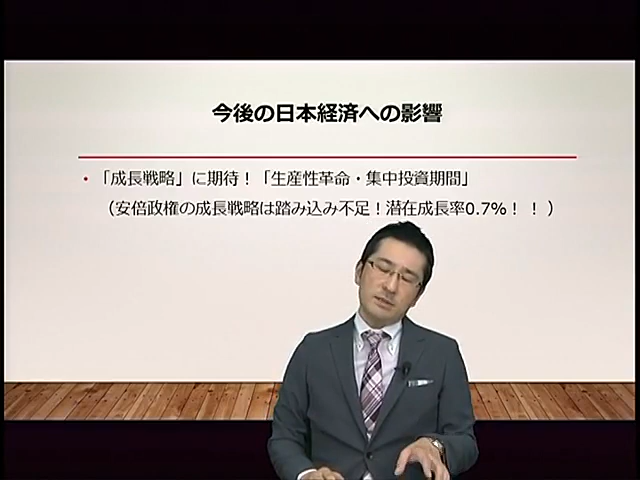 今後の日本経済への影響
・「成長戦略」に期待！「生産性革命・集中投資期間」
（安倍政権の成長戦略は踏み込み不足！潜在成長率0.7%！！）